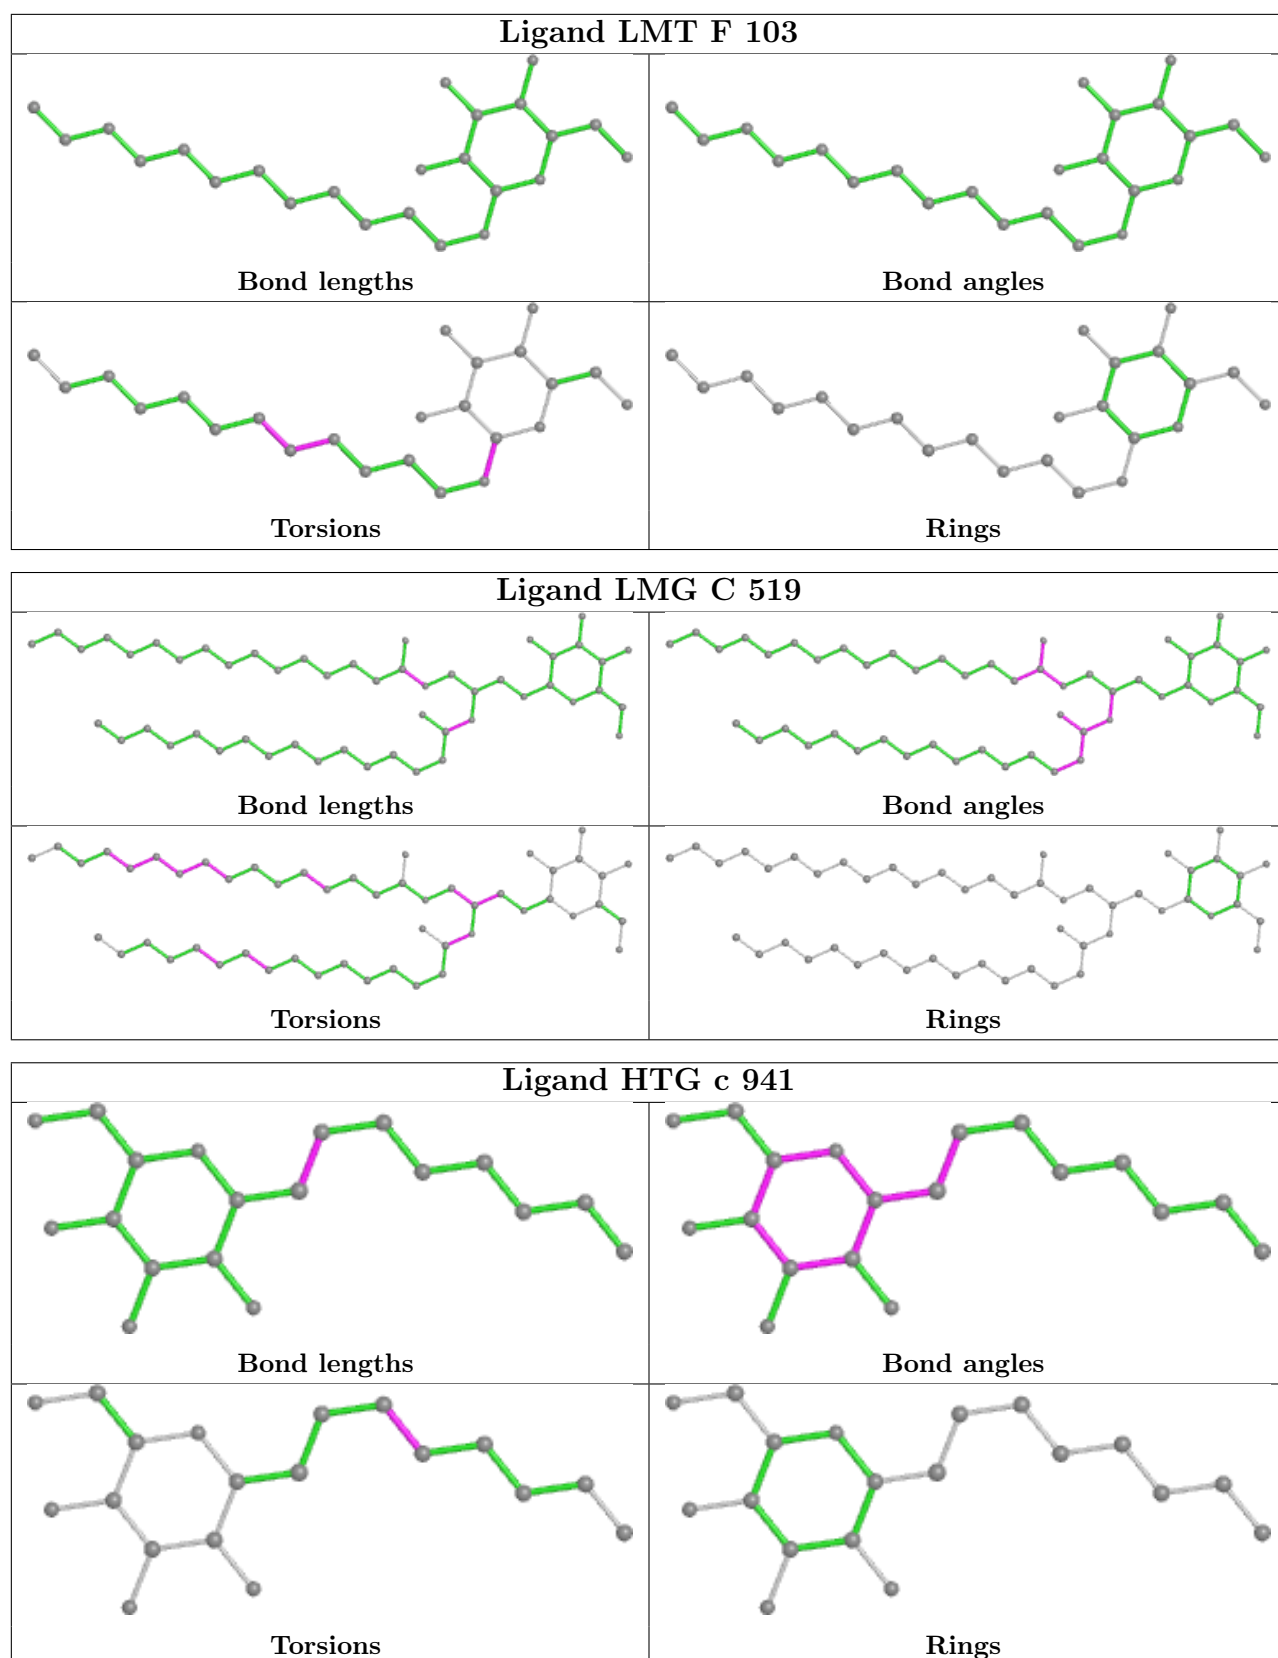 Ligand LMT F 103
Bond lengths
Bond angles
Torsions
Rings
Ligand LMG C 519
Bond lengths
Bond angles
Torsions
Rings
Ligand HTG c 941
Bond lengths
Bond angles
Torsions
Rings